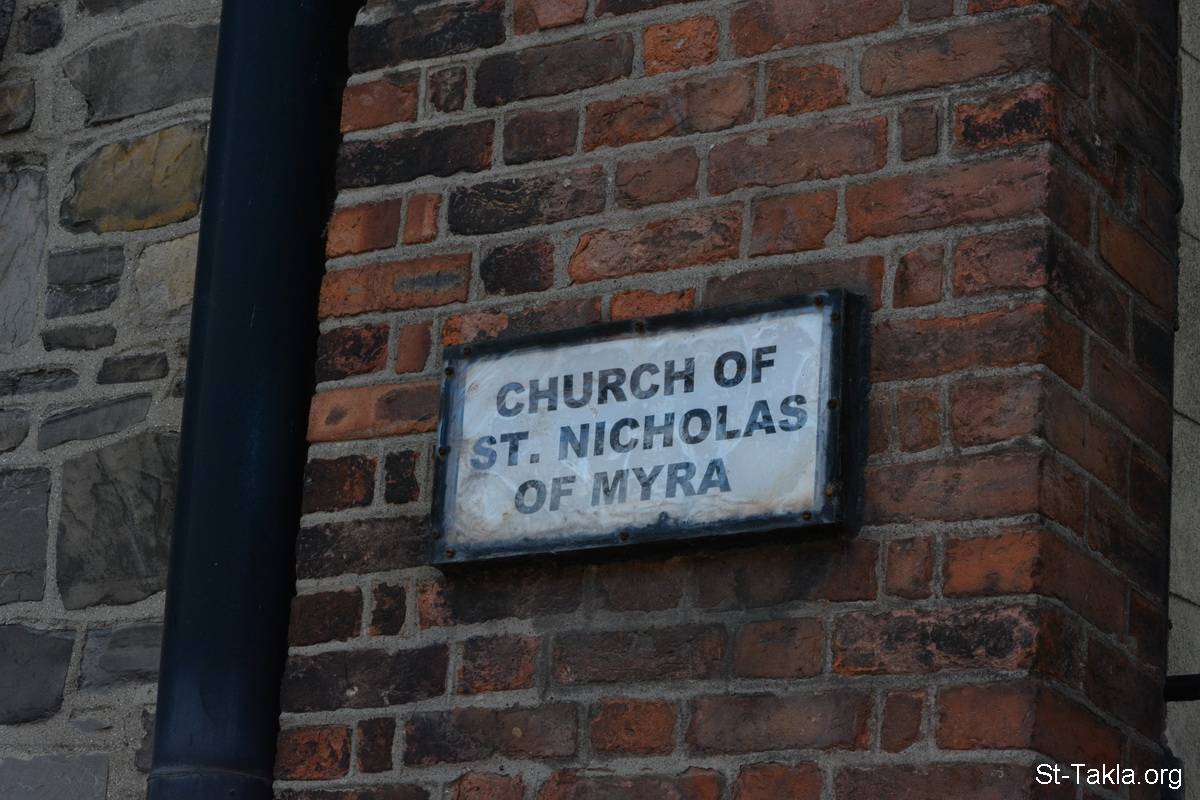 CHURCH OF
ST. NICHOLAS
OF MYRA
St-Takla.org